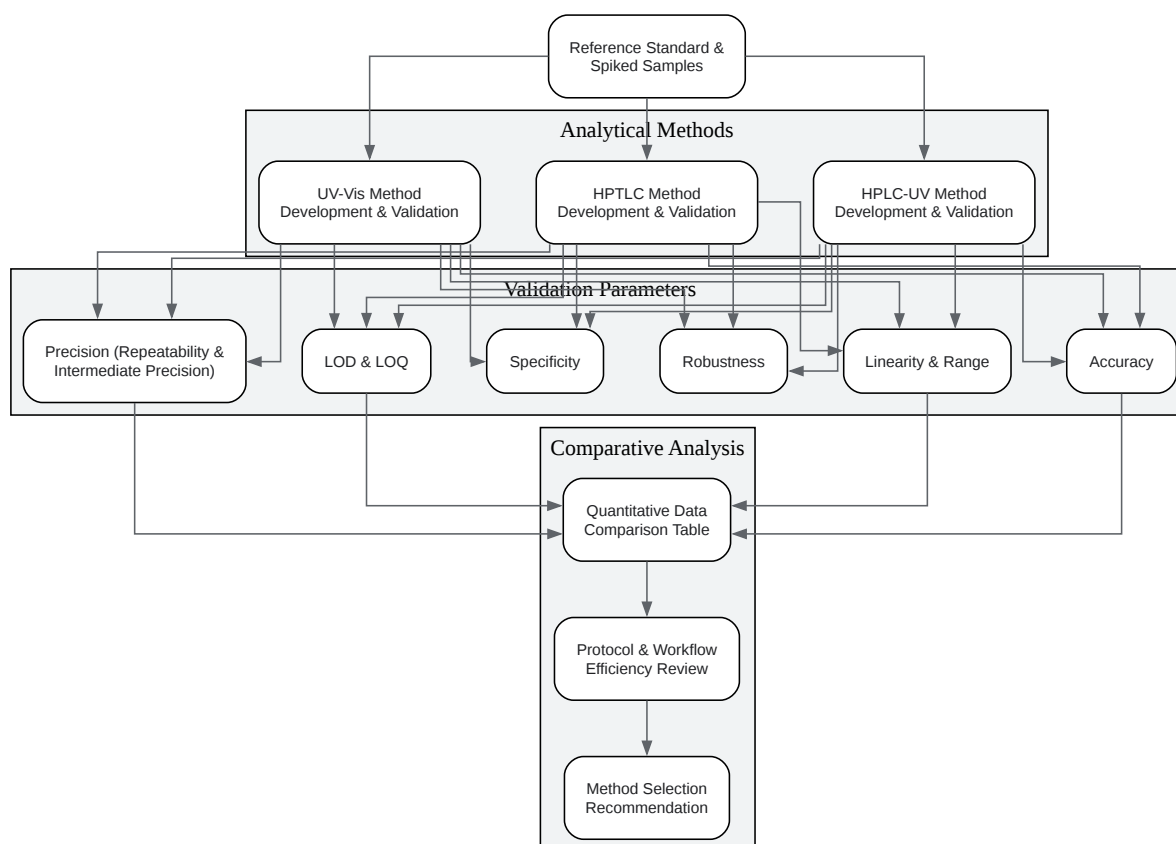 Reference Standard &
Spiked Samples
Analytical Methods
UV-Vis Method
Development & Validation
HPTLC Method
Development & Validation
HPLC-UV Method
Development & Validation
Validation Parameters
Precision (Repeatability &
Intermediate Precision)
LOD & LOQ
Specificity
Robustness
Linearity & Range
Accuracy
Comparative Analysis
Quantitative Data
Comparison Table
Protocol & Workflow
Efficiency Review
Method Selection
Recommendation